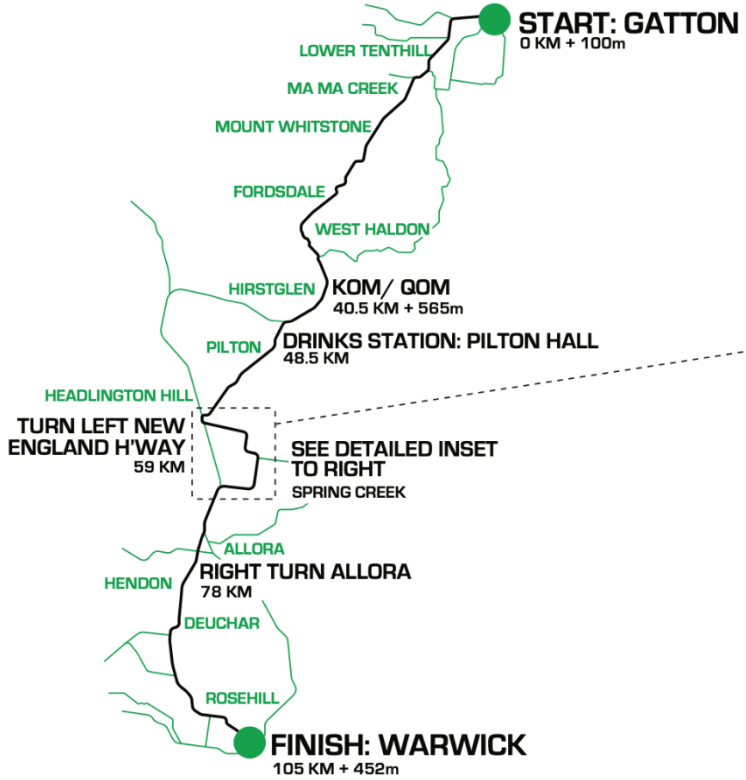 START: GATTON
0 KM + 100m
LOWER TENTHILL
MA MA CREEK
MOUNT WHITSTONE
FORDSDALE
WEST HALDON
HIRSTGLEN
KOM/ QOM
40.5 KM + 565m
PILTON
DRINKS STATION: PILTON HALL
48.5 KM
HEADLINGTON HILL
TURN LEFT NEW
ENGLAND H'WAY
59 KM
SEE DETAILED INSET
TO RIGHT
SPRING CREEK
ALLORA
RIGHT TURN ALLORA
78 KM
HENDON
DEUCHAR
ROSEHILL
FINISH: WARWICK
105 KM + 452m